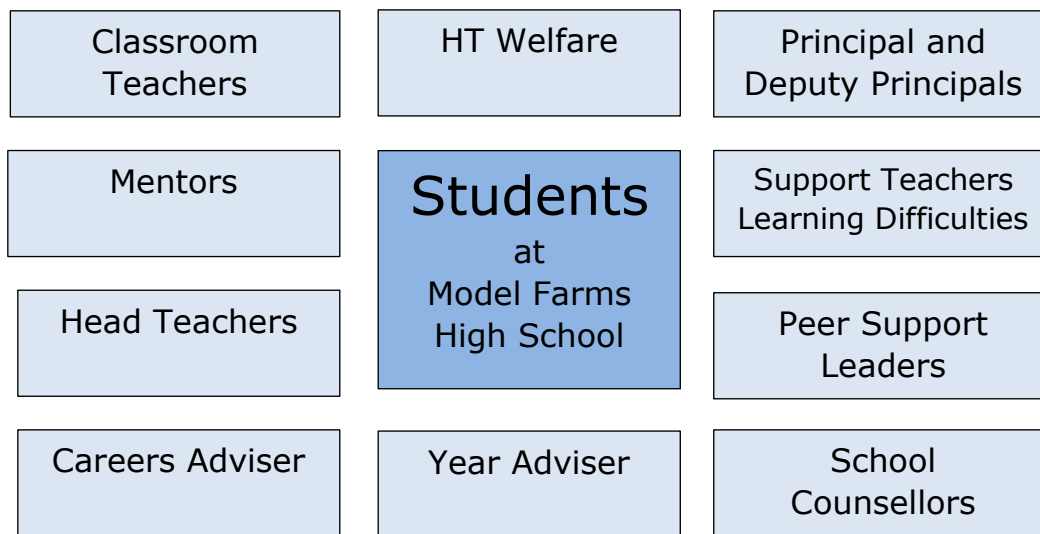 Classroom
Teachers
HT Welfare
Principal and
Deputy Principals
Mentors
Students
at
Model Farms
High School
Support Teachers
Learning Difficulties
Head Teachers
Peer Support
Leaders
Careers Adviser
Year Adviser
School
Counsellors